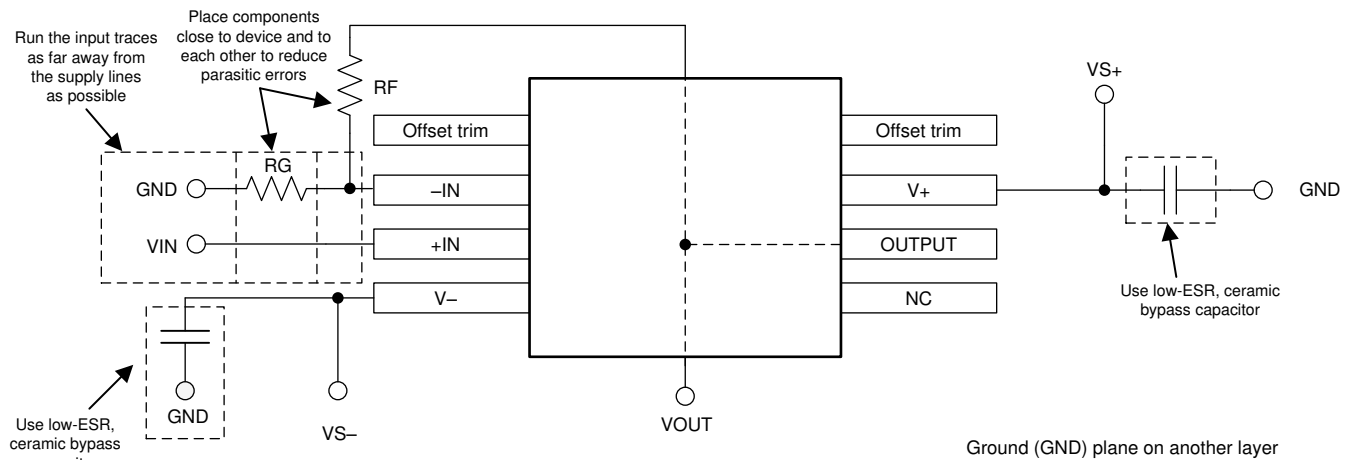 Place components
close to device and to
each other to reduce
parasitic errors
Run the input traces
as far away from
the supply lines
as possible
RF
VS+
Offset trim
Offset trim
RG
GND
–IN
V+
GND
VIN
+IN
OUTPUT
V–
NC
Use low-ESR, ceramic
bypass capacitor
GND
VS–
VOUT
Use low-ESR,
ceramic bypass
Ground (GND) plane on another layer